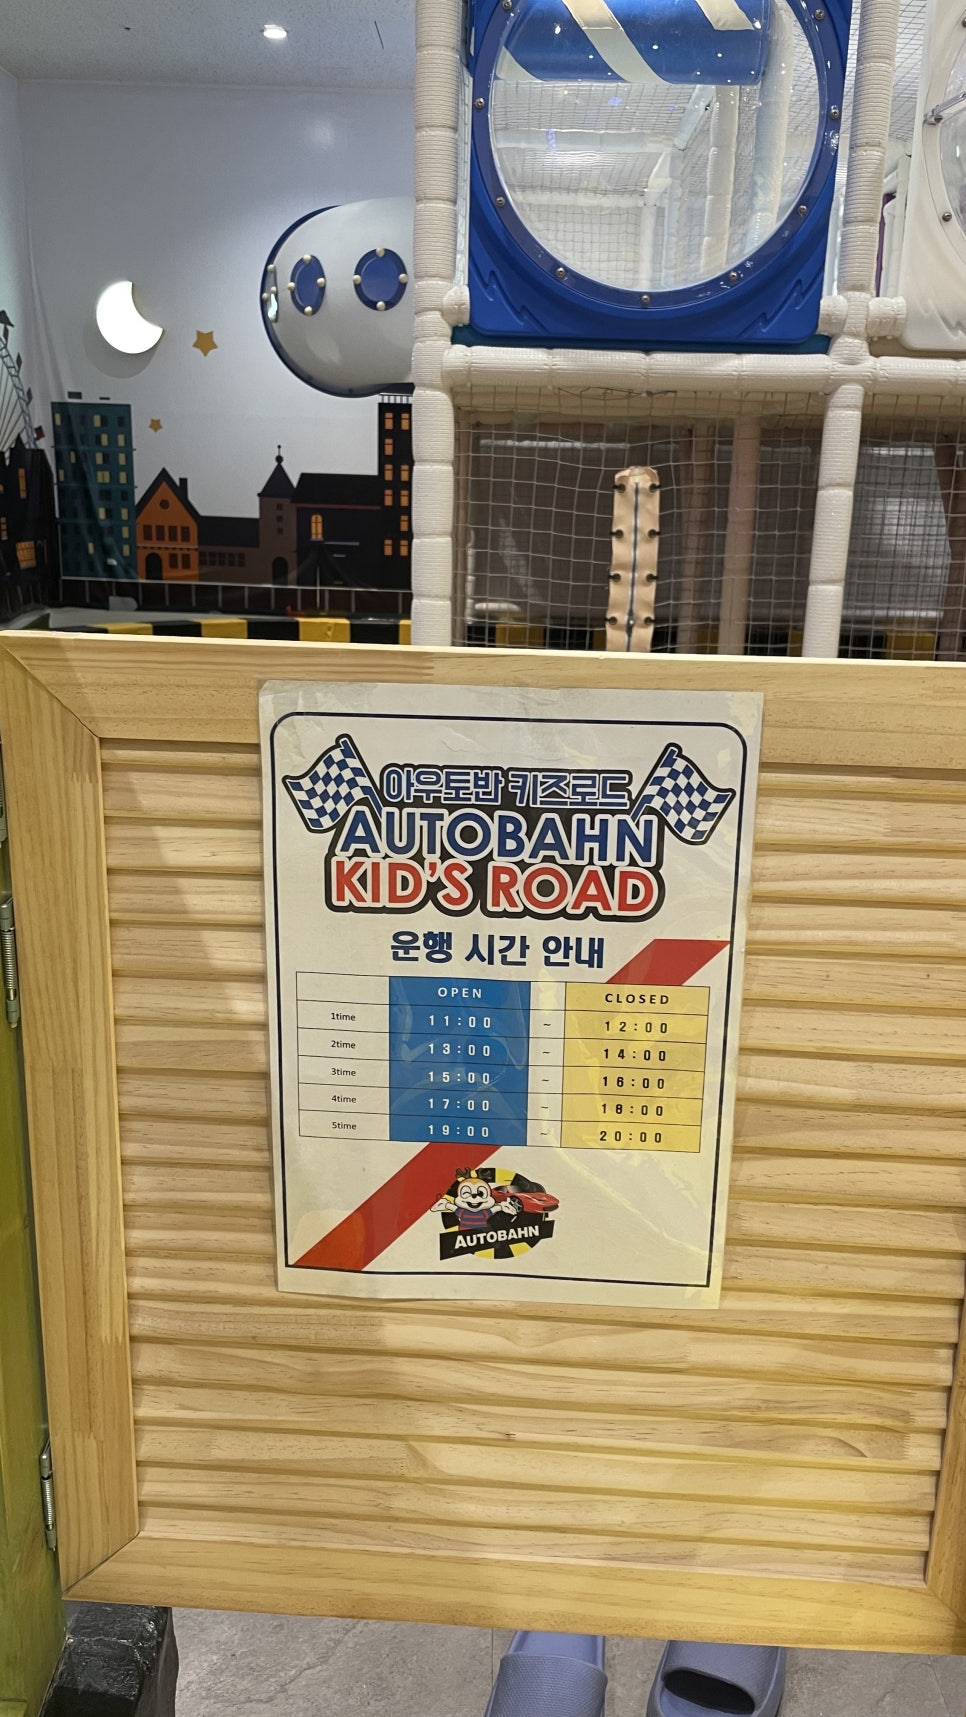 아우토반 키즈로드
AUTOBAHN
KID'S ROAD
운행 시간 안내
OPEN CLOSED
1time 11:00 ~ 12:00
2time 13:00 ~ 14:00
3time 15:00 ~ 16:00
4time 17:00 ~ 18:00
5time 19:00 ~ 20:00
AUTOBAHN